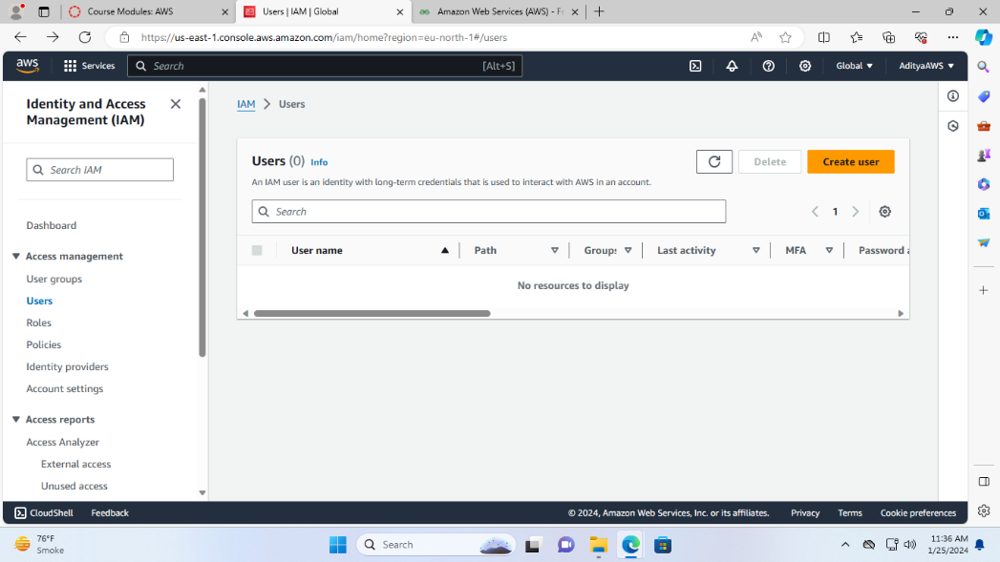 Course Modules: AWS
Users | IAM | Global
Amazon Web Services (AWS) - Fr
https://us-east-1.console.aws.amazon.com/iam/home?region=eu-north-1#/users
aws
Services
Search
[Alt+S]
Global
AdityaAWS
Identity and Access
Management (IAM)
Search IAM
Dashboard
Access management
User groups
Users
Roles
Policies
Identity providers
Account settings
Access reports
Access Analyzer
External access
Unused access
IAM
Users
Users (0) Info
Delete
Create user
An IAM user is an identity with long-term credentials that is used to interact with AWS in an account.
Search
1
User name
Path
Groups
Last activity
MFA
Password a
No resources to display
CloudShell
Feedback
© 2024, Amazon Web Services, Inc. or its affiliates.
Privacy
Terms
Cookie preferences
76°F
Smoke
Search
11:36 AM
1/25/2024